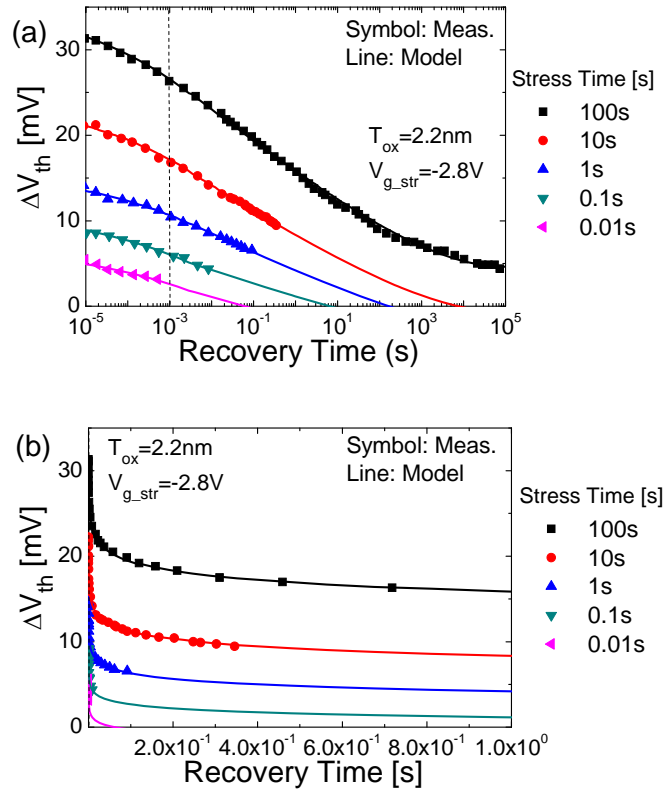 (a)
Symbol: Meas.
Line: Model
T_ox=2.2nm
V_g_str=-2.8V
ΔV_th [mV]
30
20
10
0
10^-5 10^-3 10^-1 10^1 10^3 10^5
Recovery Time (s)
Stress Time [s]
100s
10s
1s
0.1s
0.01s
(b)
T_ox=2.2nm
V_g_str=-2.8V
Symbol: Meas.
Line: Model
ΔV_th [mV]
30
20
10
0
2.0x10^-1 4.0x10^-1 6.0x10^-1 8.0x10^-1 1.0x10^0
Recovery Time [s]
Stress Time [s]
100s
10s
1s
0.1s
0.01s